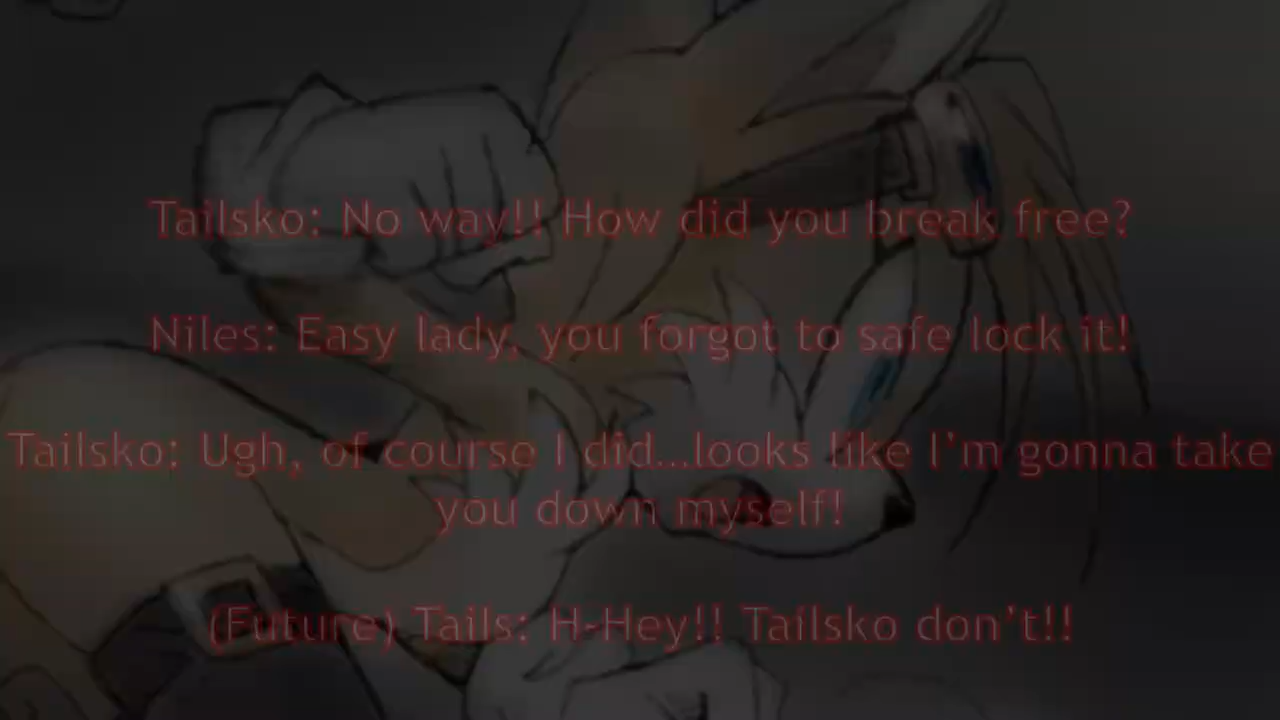 Tailsko: No way!! How did you break free?
Niles: Easy lady, you forgot to safe lock it!
Tailsko: Ugh, of course I did...looks like I'm gonna take
you down myself!
(Future) Tails: H-Hey!! Tailsko don't!!